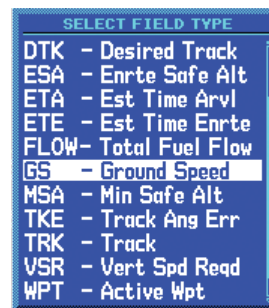 SELECT FIELD TYPE
DTK - Desired Track
ESA - Enrte Safe Alt
ETA - Est Time Arvl
ETE - Est Time Enrte
FLOW- Total Fuel Flow
GS - Ground Speed
MSA - Min Safe Alt
TKE - Track Ang Err
TRK - Track
VSR - Vert Spd Reqd
WPT - Active Wpt